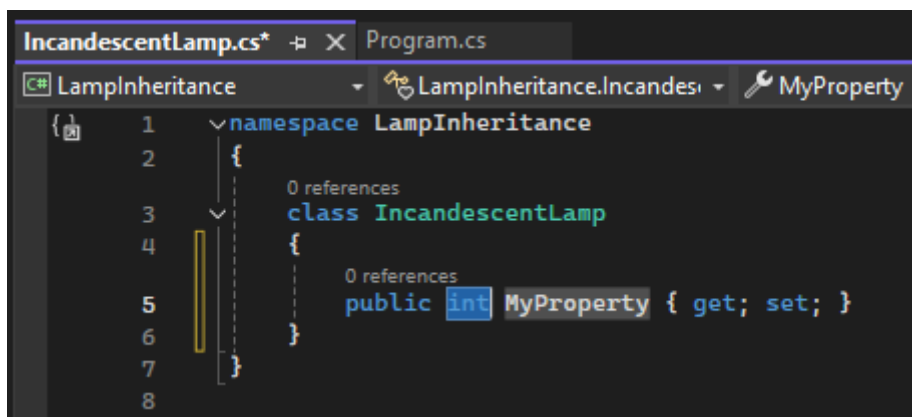 IncandescentLamp.cs* Program.cs
C# LampInheritance LampInheritance.Incandes MyProperty
1 namespace LampInheritance
2 {
0 references
3 class IncandescentLamp
4 {
0 references
5 public int MyProperty { get; set; }
6 }
7 }
8